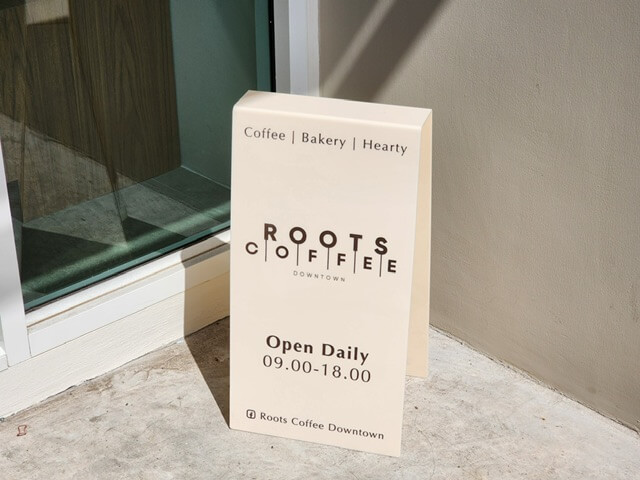 Coffee | Bakery | Hearty
ROOTS
COFFEE
DOWNTOWN
Open Daily
09.00-18.00
Roots Coffee Downtown